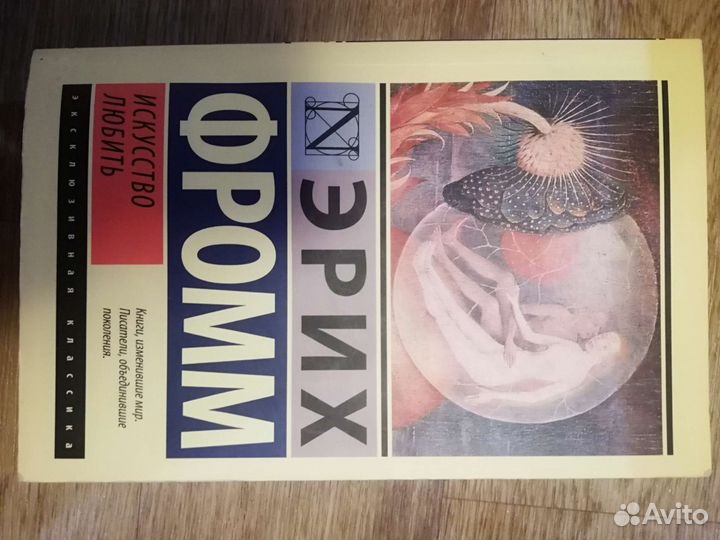 N
ЭРИХ
ФРОММ
ИСКУССТВО
ЛЮБИТЬ
Книги, изменившие мир.
Писатели, объединившие
поколения.
эксклюзивная классика
Avito